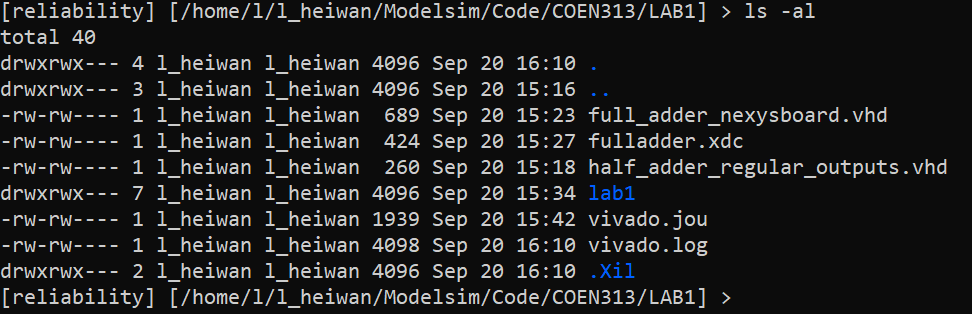 [reliability] [/home/l/l_heiwan/Modelsim/Code/COEN313/LAB1] > ls -al
total 40
drwxrwx--- 4 l_heiwan l_heiwan 4096 Sep 20 16:10 .
drwxrwx--- 3 l_heiwan l_heiwan 4096 Sep 20 15:16 ..
-rw-rw---- 1 l_heiwan l_heiwan  689 Sep 20 15:23 full_adder_nexysboard.vhd
-rw-rw---- 1 l_heiwan l_heiwan  424 Sep 20 15:27 fulladder.xdc
-rw-rw---- 1 l_heiwan l_heiwan  260 Sep 20 15:18 half_adder_regular_outputs.vhd
drwxrwx--- 7 l_heiwan l_heiwan 4096 Sep 20 15:34 lab1
-rw-rw---- 1 l_heiwan l_heiwan 1939 Sep 20 15:42 vivado.jou
-rw-rw---- 1 l_heiwan l_heiwan 4098 Sep 20 16:10 vivado.log
drwxrwx--- 2 l_heiwan l_heiwan 4096 Sep 20 16:10 .Xil
[reliability] [/home/l/l_heiwan/Modelsim/Code/COEN313/LAB1] >